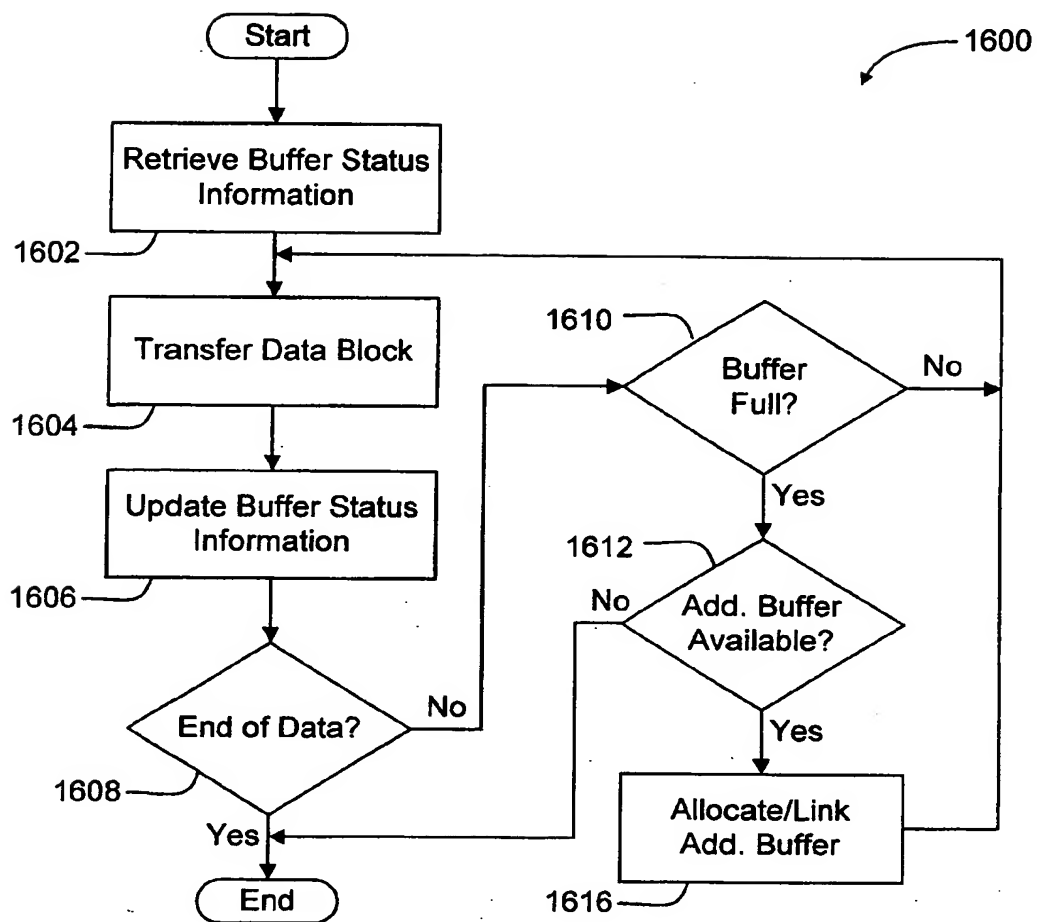 Start
1600
Retrieve Buffer Status
Information
1602
Transfer Data Block
1604
Update Buffer Status
Information
1606
End of Data?
1608
No
Yes
End
1610
Buffer
Full?
No
Yes
1612
Add. Buffer
Available?
No
Yes
Allocate/Link
Add. Buffer
1616